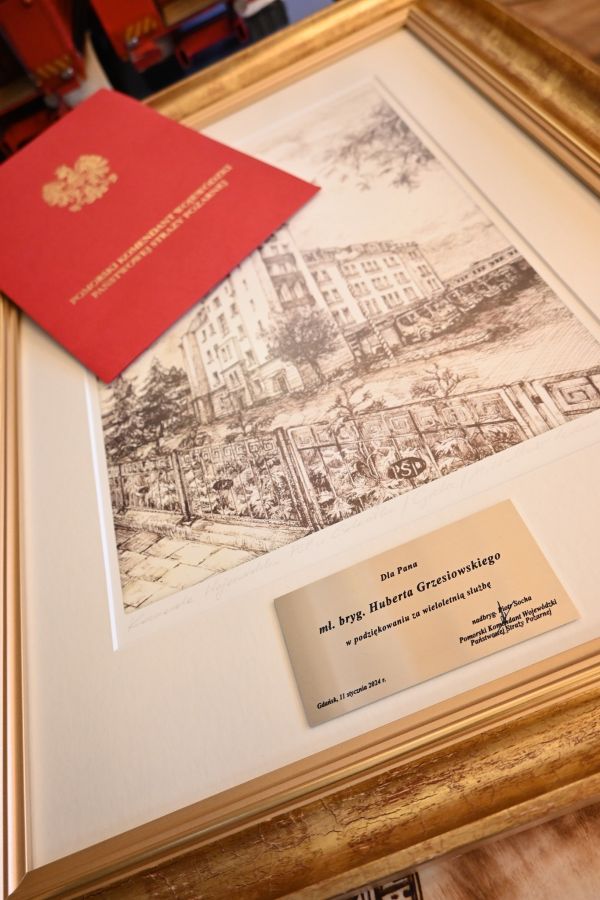 POMORSKI KOMENDANT WOJEWÓDZKI
PAŃSTWOWEJ STRAŻY POŻARNEJ
PSP
Dla Pana
mł. bryg. Huberta Grzesiowskiego
w podziękowaniu za wieloletnią służbę
nadbryg. Piotr Socha
Pomorski Komendant Wojewódzki
Państwowej Straży Pożarnej
Gdańsk, 11 stycznia 2024 r.